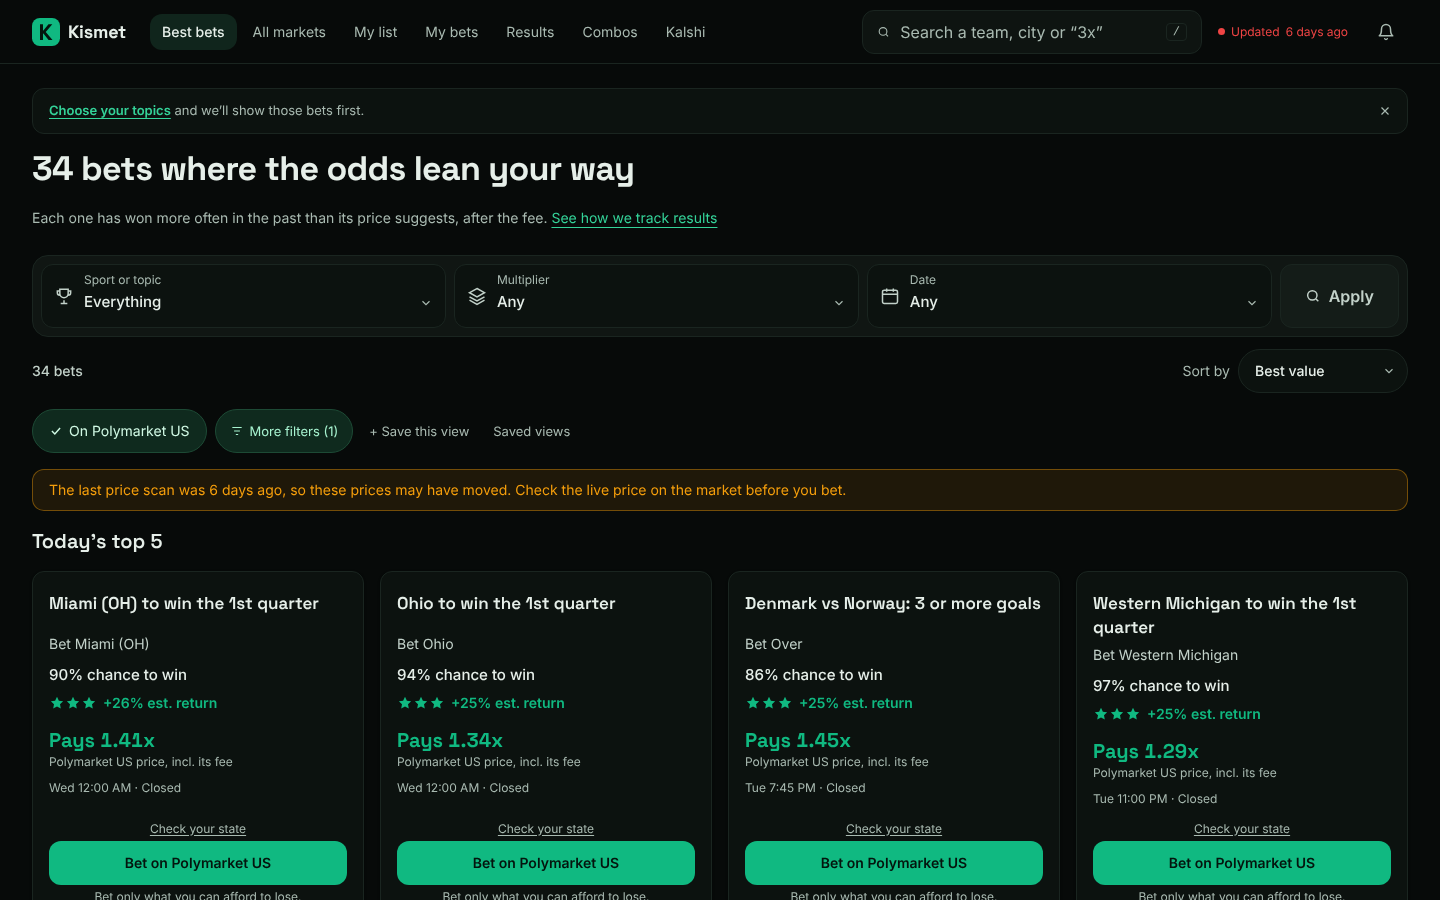 K Kismet
Best bets
All markets
My list
My bets
Results
Combos
Kalshi
Search a team, city or “3x”
/
Updated 6 days ago
Choose your topics and we’ll show those bets first.
34 bets where the odds lean your way
Each one has won more often in the past than its price suggests, after the fee. See how we track results
Sport or topic
Everything
Multiplier
Any
Date
Any
Apply
34 bets
Sort by
Best value
On Polymarket US
More filters (1)
+ Save this view
Saved views
The last price scan was 6 days ago, so these prices may have moved. Check the live price on the market before you bet.
Today’s top 5
Miami (OH) to win the 1st quarter
Bet Miami (OH)
90% chance to win
+26% est. return
Pays 1.41x
Polymarket US price, incl. its fee
Wed 12:00 AM · Closed
Check your state
Bet on Polymarket US
Bet only what you can afford to lose.
Ohio to win the 1st quarter
Bet Ohio
94% chance to win
+25% est. return
Pays 1.34x
Polymarket US price, incl. its fee
Wed 12:00 AM · Closed
Check your state
Bet on Polymarket US
Bet only what you can afford to lose.
Denmark vs Norway: 3 or more goals
Bet Over
86% chance to win
+25% est. return
Pays 1.45x
Polymarket US price, incl. its fee
Tue 7:45 PM · Closed
Check your state
Bet on Polymarket US
Bet only what you can afford to lose.
Western Michigan to win the 1st
quarter
Bet Western Michigan
97% chance to win
+25% est. return
Pays 1.29x
Polymarket US price, incl. its fee
Tue 11:00 PM · Closed
Check your state
Bet on Polymarket US
Bet only what you can afford to lose.